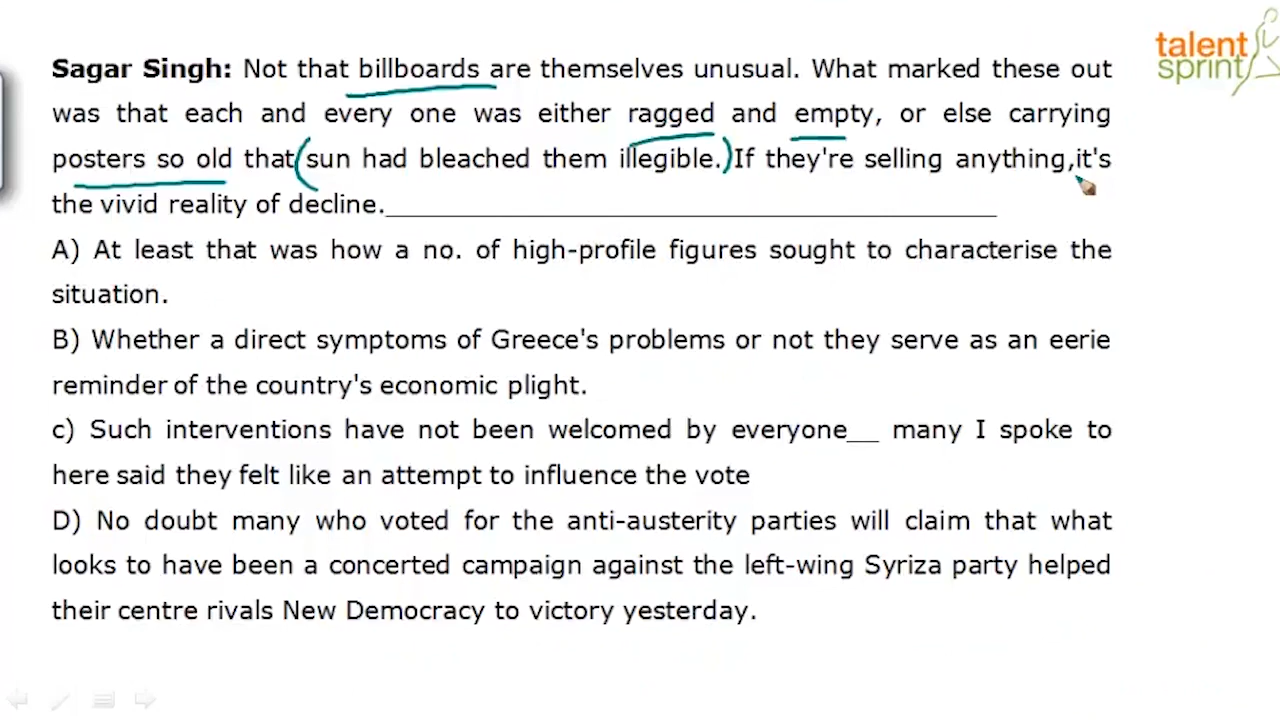 talent
sprint
Sagar Singh: Not that billboards are themselves unusual. What marked these out
was that each and every one was either ragged and empty, or else carrying
posters so old that sun had bleached them illegible. If they're selling anything,it's
the vivid reality of decline.___________________________________________
A) At least that was how a no. of high-profile figures sought to characterise the
situation.
B) Whether a direct symptoms of Greece's problems or not they serve as an eerie
reminder of the country's economic plight.
c) Such interventions have not been welcomed by everyone__ many I spoke to
here said they felt like an attempt to influence the vote
D) No doubt many who voted for the anti-austerity parties will claim that what
looks to have been a concerted campaign against the left-wing Syriza party helped
their centre rivals New Democracy to victory yesterday.